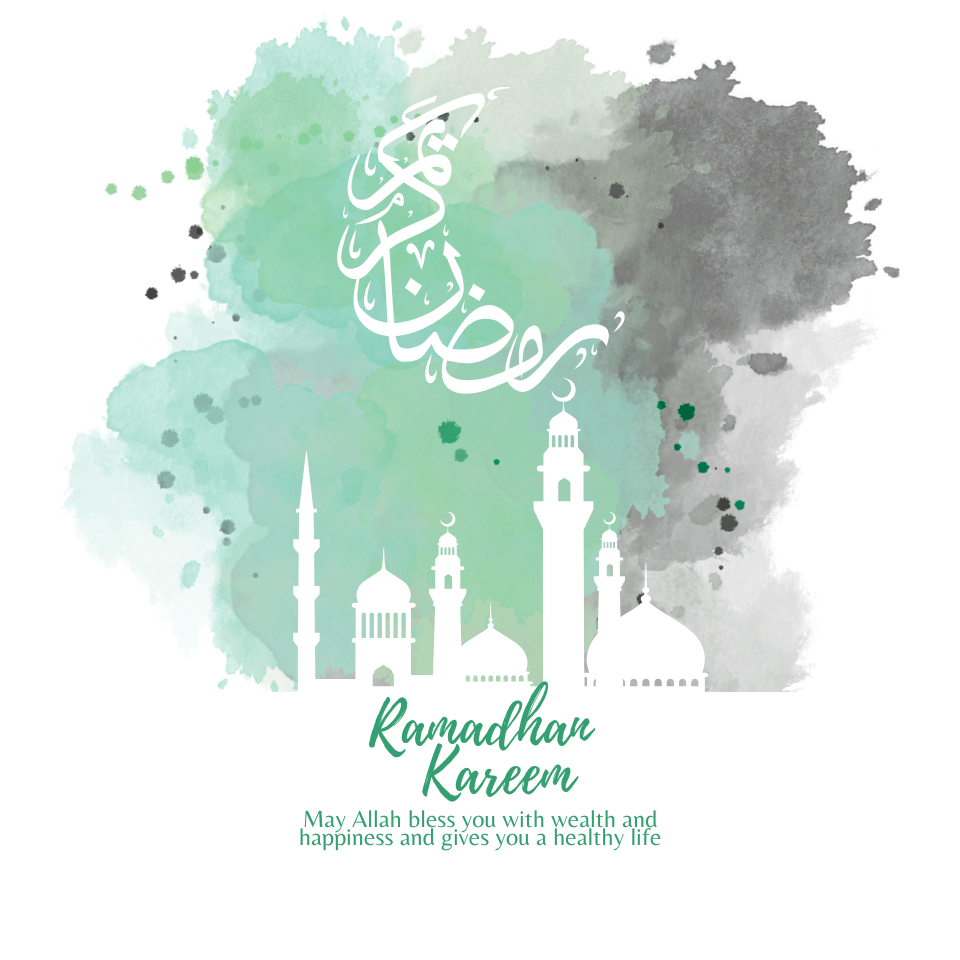 رمضان كريم
Ramadhan
Kareem
May Allah bless you with wealth and
happiness and gives you a healthy life